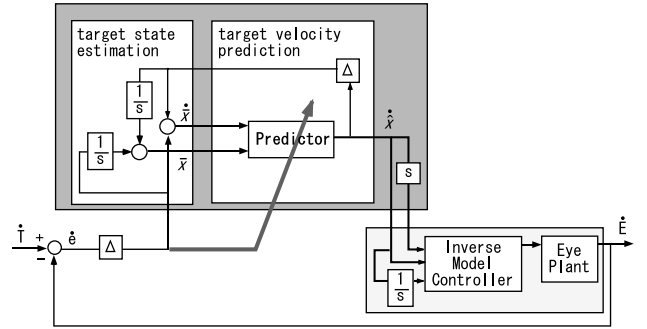 target state
estimation
target velocity
prediction
Δ
1
s
ẋ̄
1
s
Predictor
x̄
ẋ̂
s
Ṫ
+
−
ė
Δ
Inverse
Model
Controller
Eye
Plant
Ė
1
s